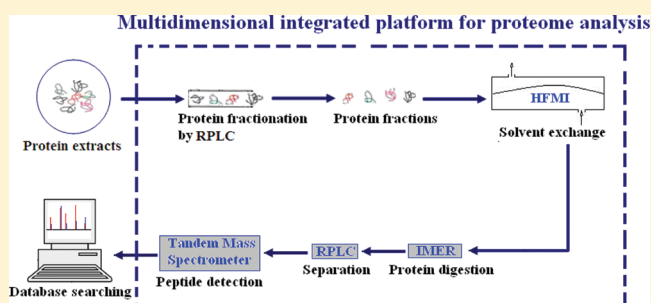 Multidimensional integrated platform for proteome analysis
Protein extracts
Protein fractionation
by RPLC
Protein fractions
HFMI
Solvent exchange
Tandem Mass
Spectrometer
Peptide detection
RPLC
Separation
IMER
Protein digestion
Database searching